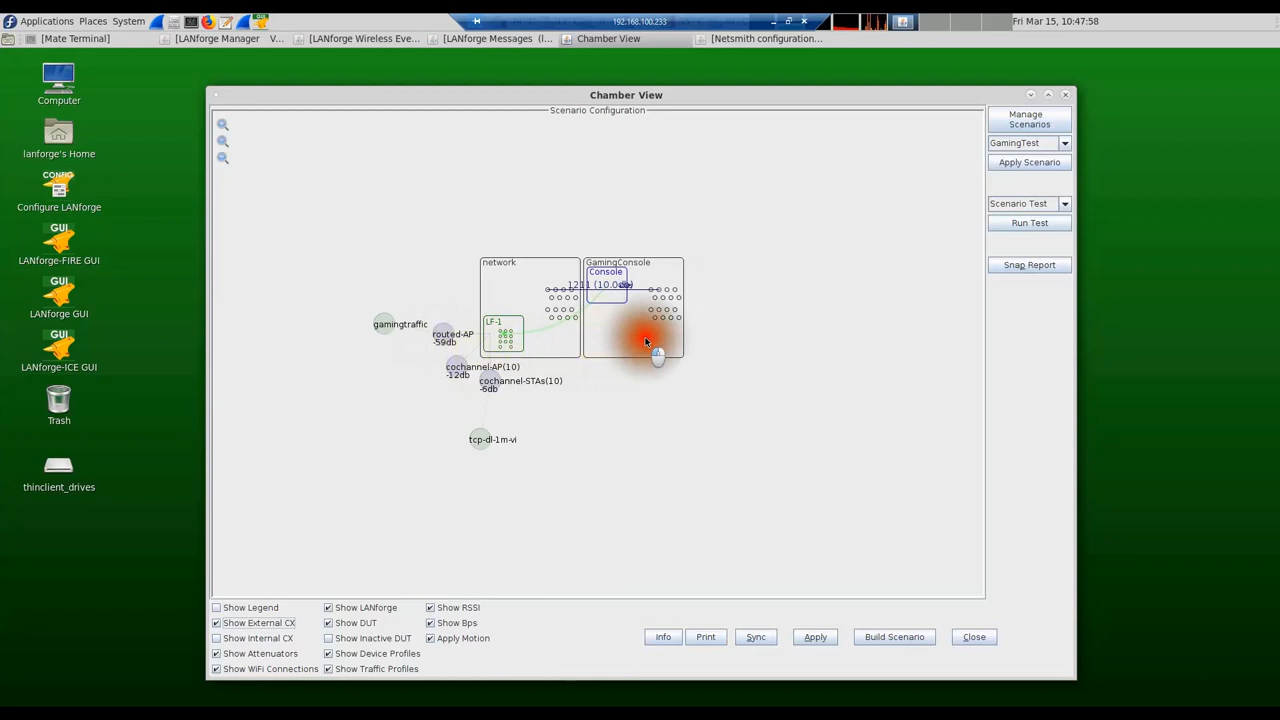 Applications Places System
192.168.100.233
Fri Mar 15, 10:47:58
[Mate Terminal]
[LANforge Manager V...
[LANforge Wireless Eve...
[LANforge Messages (l...
Chamber View
[Netsmith configuration...
Computer
lanforge's Home
CONFIG
Configure LANforge
GUI
LANforge-FIRE GUI
GUI
LANforge GUI
GUI
LANforge-ICE GUI
Trash
thinclient_drives
Chamber View
Scenario Configuration
Manage
Scenarios
GamingTest
Apply Scenario
Scenario Test
Run Test
Snap Report
network
GamingConsole
Console
1211 (10.0
LF-1
gamingtraffic
routed-AP
-59db
cochannel-AP(10)
-12db
cochannel-STAs(10)
-6db
tcp-dl-1m-vi
Show Legend
Show LANforge
Show RSSI
Show External CX
Show DUT
Show Bps
Show Internal CX
Show Inactive DUT
Apply Motion
Show Attenuators
Show Device Profiles
Show WiFi Connections
Show Traffic Profiles
Info
Print
Sync
Apply
Build Scenario
Close